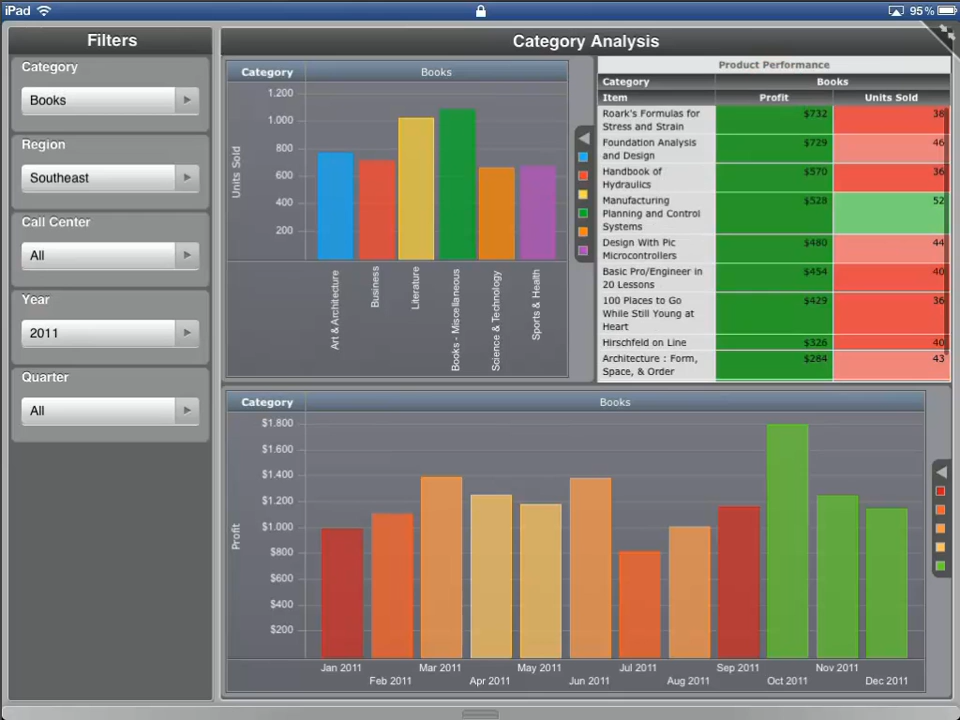 iPad
95 %
Filters
Category
Books
Region
Southeast
Call Center
All
Year
2011
Quarter
All
Category Analysis
Category Books
Units Sold
1.200
1.000
800
600
400
200
Art & Architecture
Business
Literature
Books - Miscellaneous
Science & Technology
Sports & Health
Product Performance
Category Books
Item Profit Units Sold
Roark's Formulas for $732 38
Stress and Strain
Foundation Analysis $729 46
and Design
Handbook of $570 36
Hydraulics
Manufacturing $528 52
Planning and Control
Systems
Design With Pic $480 44
Microcontrollers
Basic Pro/Engineer in $454 40
20 Lessons
100 Places to Go $429 36
While Still Young at
Heart
Hirschfeld on Line $326 40
Architecture : Form, $284 43
Space, & Order
Category Books
Profit
$1.800
$1.600
$1.400
$1.200
$1.000
$800
$600
$400
$200
Jan 2011
Feb 2011
Mar 2011
Apr 2011
May 2011
Jun 2011
Jul 2011
Aug 2011
Sep 2011
Oct 2011
Nov 2011
Dec 2011